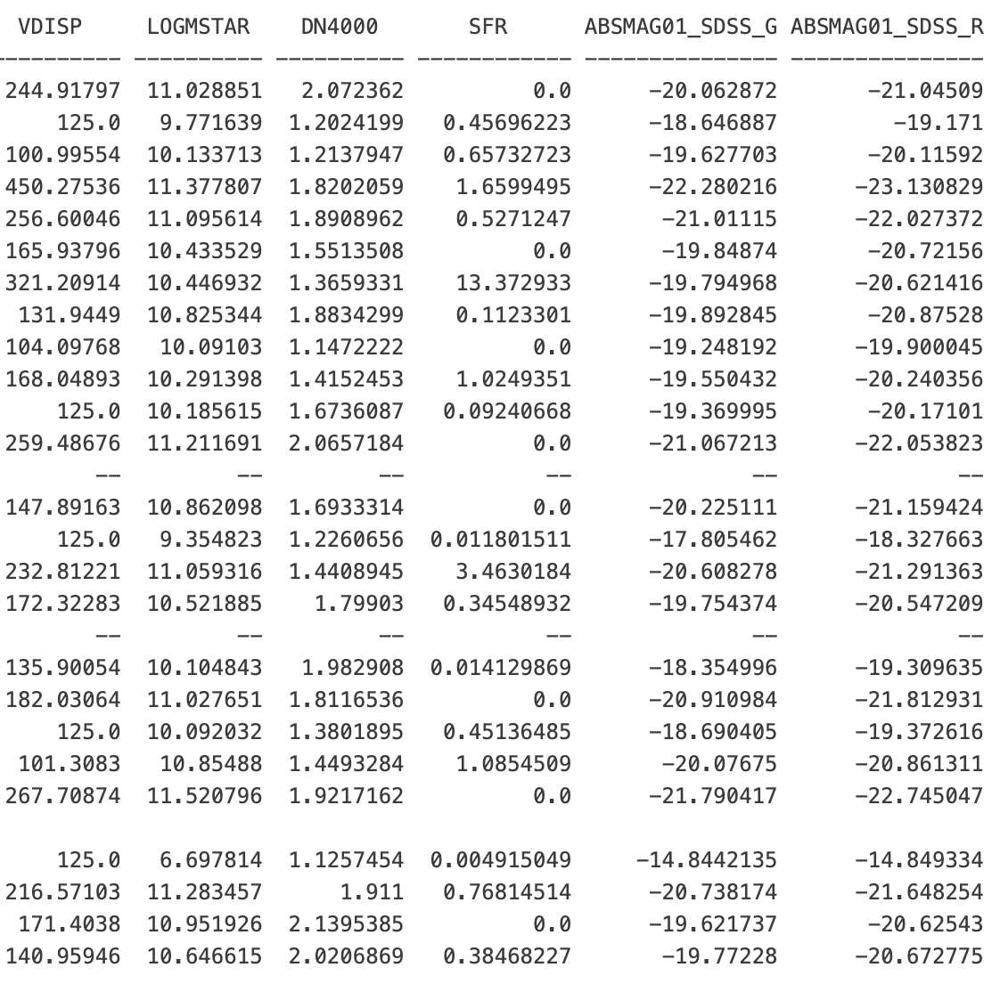 VDISP LOGMSTAR DN4000 SFR ABSMAG01_SDSS_G ABSMAG01_SDSS_R
---------- ---------- ---------- ------------ --------------- ---------------
244.91797 11.028851 2.072362 0.0 -20.062872 -21.04509
125.0 9.771639 1.2024199 0.45696223 -18.646887 -19.171
100.99554 10.133713 1.2137947 0.65732723 -19.627703 -20.11592
450.27536 11.377807 1.8202059 1.6599495 -22.280216 -23.130829
256.60046 11.095614 1.8908962 0.5271247 -21.01115 -22.027372
165.93796 10.433529 1.5513508 0.0 -19.84874 -20.72156
321.20914 10.446932 1.3659331 13.372933 -19.794968 -20.621416
131.9449 10.825344 1.8834299 0.1123301 -19.892845 -20.87528
104.09768 10.09103 1.1472222 0.0 -19.248192 -19.900045
168.04893 10.291398 1.4152453 1.0249351 -19.550432 -20.240356
125.0 10.185615 1.6736087 0.09240668 -19.369995 -20.17101
259.48676 11.211691 2.0657184 0.0 -21.067213 -22.053823
-- -- -- -- -- --
147.89163 10.862098 1.6933314 0.0 -20.225111 -21.159424
125.0 9.354823 1.2260656 0.011801511 -17.805462 -18.327663
232.81221 11.059316 1.4408945 3.4630184 -20.608278 -21.291363
172.32283 10.521885 1.79903 0.34548932 -19.754374 -20.547209
-- -- -- -- -- --
135.90054 10.104843 1.982908 0.014129869 -18.354996 -19.309635
182.03064 11.027651 1.8116536 0.0 -20.910984 -21.812931
125.0 10.092032 1.3801895 0.45136485 -18.690405 -19.372616
101.3083 10.85488 1.4493284 1.0854509 -20.07675 -20.861311
267.70874 11.520796 1.9217162 0.0 -21.790417 -22.745047
125.0 6.697814 1.1257454 0.004915049 -14.8442135 -14.849334
216.57103 11.283457 1.911 0.76814514 -20.738174 -21.648254
171.4038 10.951926 2.1395385 0.0 -19.621737 -20.62543
140.95946 10.646615 2.0206869 0.38468227 -19.77228 -20.672775